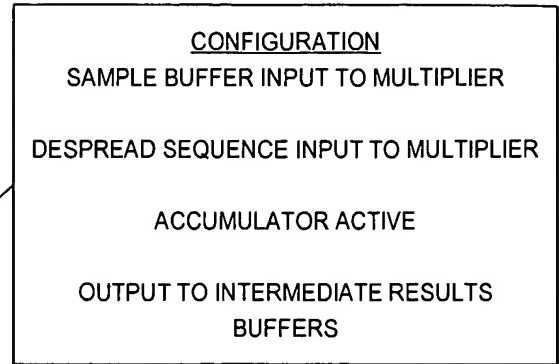 CONFIGURATION
SAMPLE BUFFER INPUT TO MULTIPLIER
DESPREAD SEQUENCE INPUT TO MULTIPLIER
ACCUMULATOR ACTIVE
OUTPUT TO INTERMEDIATE RESULTS
BUFFERS